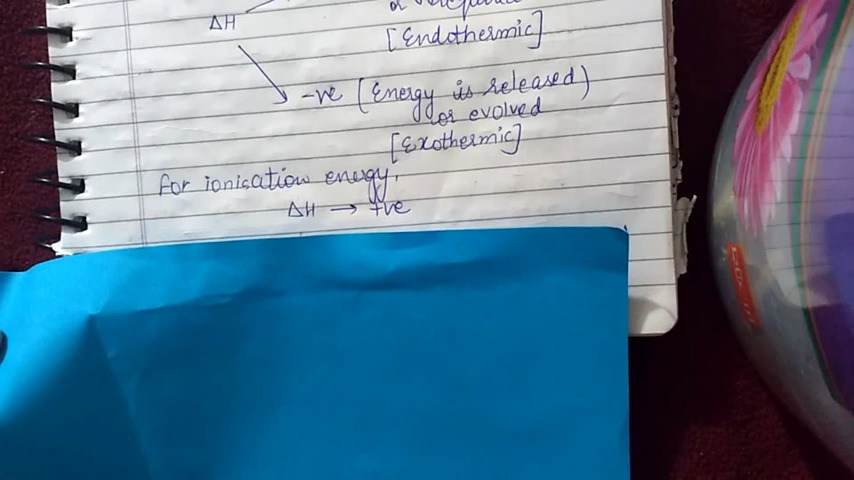 ΔH
[Endothermic]
-ve (Energy is released)
or evolved
[Exothermic]
For ionisation energy,
ΔH → +ve